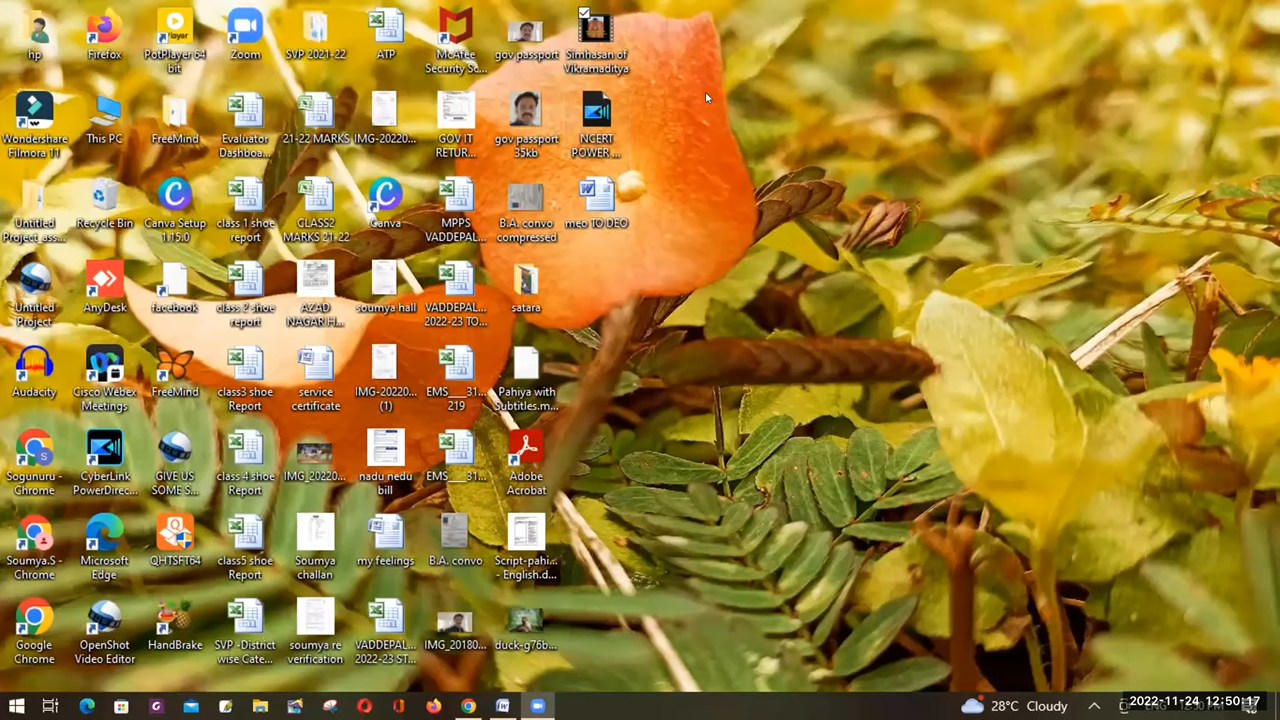 hp
Firefox
PotPlayer 64
bit
Zoom
SVP 2021-22
ATP
McAfee
Security Sc...
gov passport
Simhasan of
Vikramaditya
Wondershare
Filmora 11
This PC
FreeMind
Evaluator
Dashboa...
21-22 MARKS
IMG-20220...
GOV IT
RETUR...
gov passport
35kb
NCERT
POWER ...
Untitled
Project_ass...
Recycle Bin
Canva Setup
1.15.0
class 1 shoe
report
CLASS2
MARKS 21-22
Canva
MPPS
VADDEPAL...
B.A. convo
compressed
meo TO DEO
Untitled
Project
AnyDesk
facebook
class 2 shoe
report
AZAD
NAGAR H...
soumya hall
VADDEPAL...
2022-23 TO...
satara
Audacity
Cisco Webex
Meetings
FreeMind
class3 shoe
Report
service
certificate
IMG-20220...
(1)
EMS___31...
219
Pahiya with
Subtitles.m...
Sogunuru -
Chrome
CyberLink
PowerDirec...
GIVE US
SOME S...
class 4 shoe
Report
IMG_20220...
nadu nedu
bill
EMS___31...
Adobe
Acrobat
Soumya.S -
Chrome
Microsoft
Edge
QHTSFT64
class5 shoe
Report
Soumya
challan
my feelings
B.A. convo
Script-pahi...
- English.d...
Google
Chrome
OpenShot
Video Editor
HandBrake
SVP -District
wise Cate...
soumya re
verification
VADDEPAL...
2022-23 ST...
IMG_20180...
duck-g76b...
28°C Cloudy
2022-11-24 12:50:17